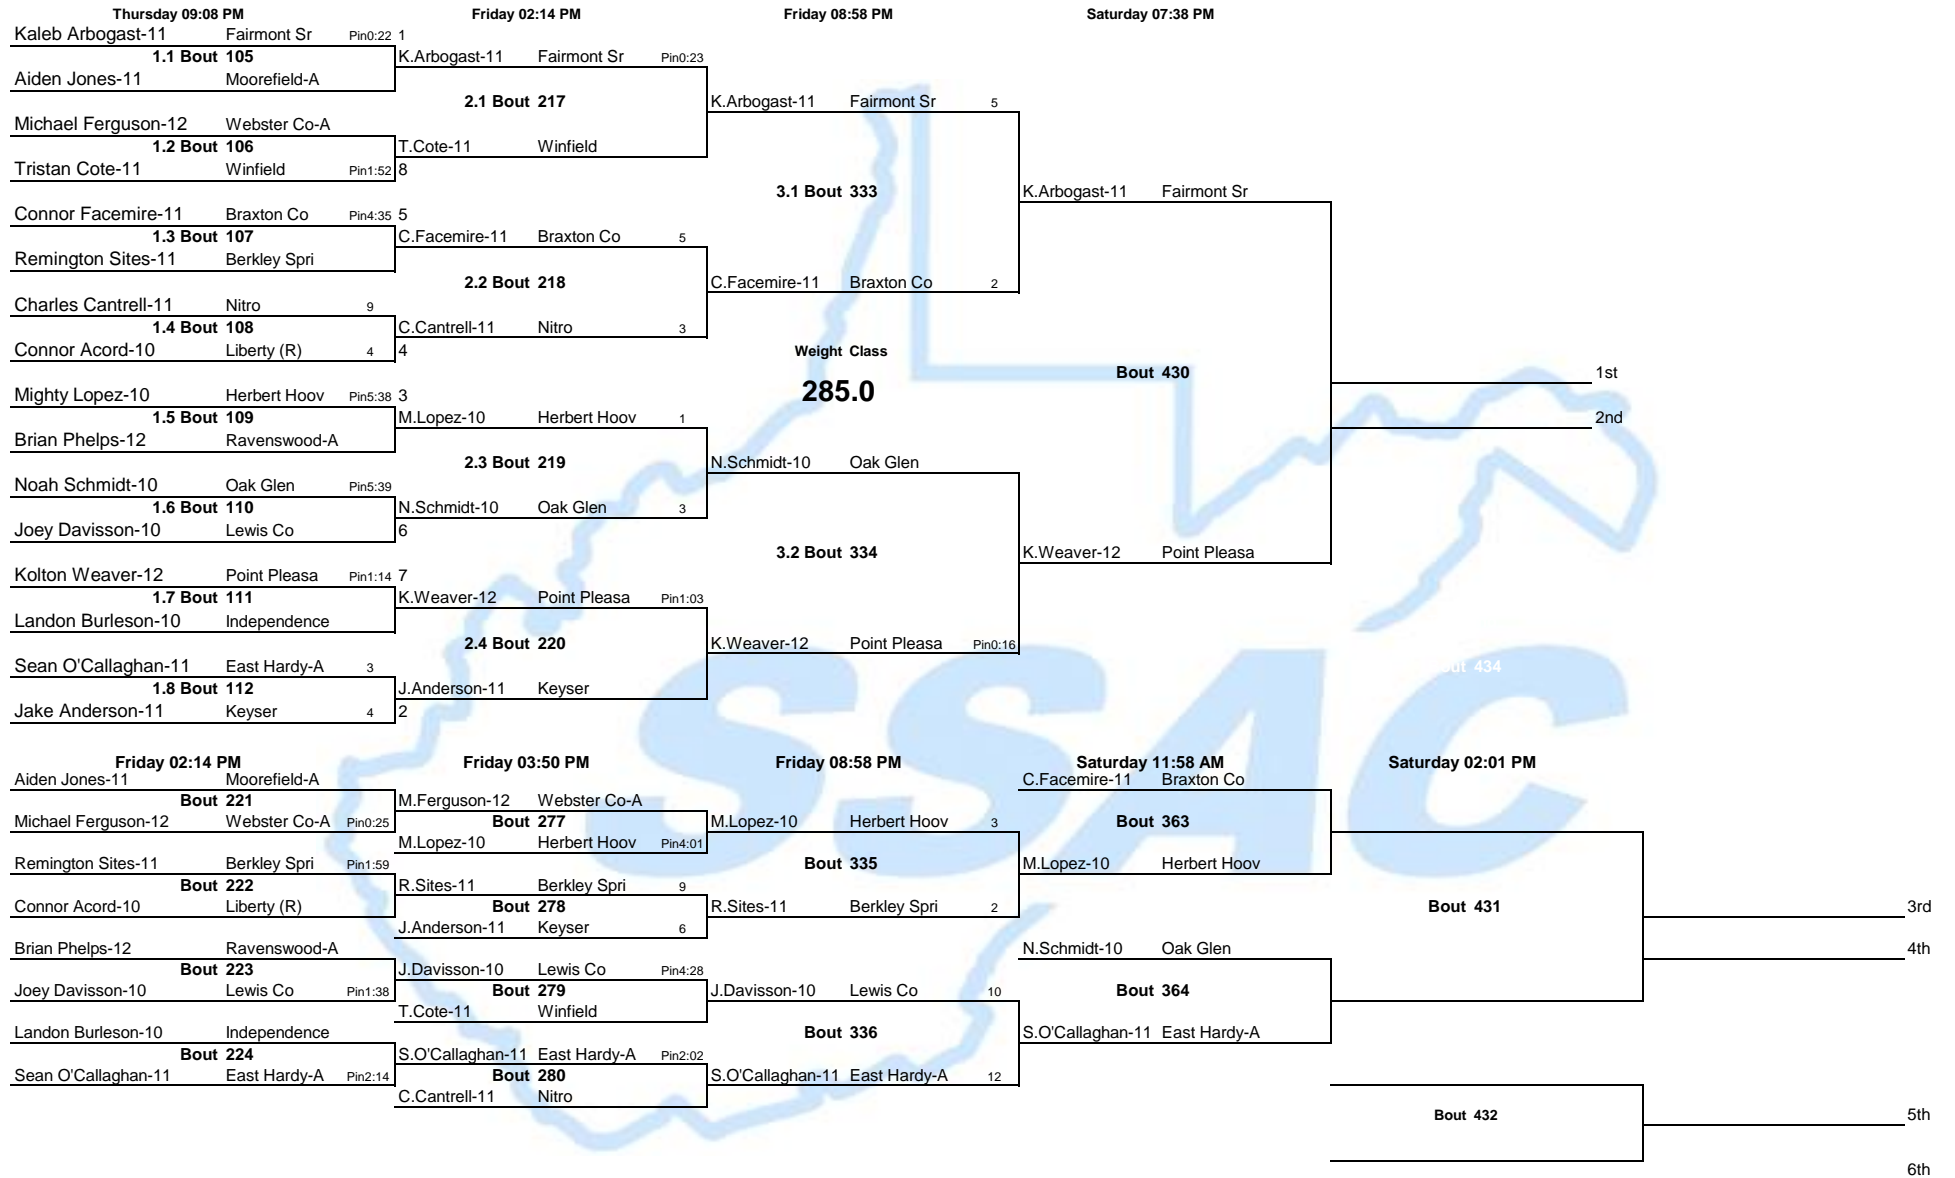 Thursday 09:08 PM Friday 02:14 PM Friday 08:58 PM Saturday 07:38 PM
Kaleb Arbogast-11 Fairmont Sr Pin0:22 1
1.1 Bout 105 K.Arbogast-11 Fairmont Sr Pin0:23
Aiden Jones-11 Moorefield-A
2.1 Bout 217 K.Arbogast-11 Fairmont Sr 5
Michael Ferguson-12 Webster Co-A
1.2 Bout 106 T.Cote-11 Winfield
Tristan Cote-11 Winfield Pin1:52 8
3.1 Bout 333 K.Arbogast-11 Fairmont Sr
Connor Facemire-11 Braxton Co Pin4:35 5
1.3 Bout 107 C.Facemire-11 Braxton Co 5
Remington Sites-11 Berkley Spri
2.2 Bout 218 C.Facemire-11 Braxton Co 2
Charles Cantrell-11 Nitro 9
1.4 Bout 108 C.Cantrell-11 Nitro 3
Connor Acord-10 Liberty (R) 4 4 Weight Class
Bout 430 1st
285.0
Mighty Lopez-10 Herbert Hoov Pin5:38 3
1.5 Bout 109 M.Lopez-10 Herbert Hoov 1 2nd
Brian Phelps-12 Ravenswood-A
2.3 Bout 219 N.Schmidt-10 Oak Glen
Noah Schmidt-10 Oak Glen Pin5:39
1.6 Bout 110 N.Schmidt-10 Oak Glen 3
Joey Davisson-10 Lewis Co 6
3.2 Bout 334 K.Weaver-12 Point Pleasa
Kolton Weaver-12 Point Pleasa Pin1:14 7
1.7 Bout 111 K.Weaver-12 Point Pleasa Pin1:03
Landon Burleson-10 Independence
2.4 Bout 220 K.Weaver-12 Point Pleasa Pin0:16
Sean O'Callaghan-11 East Hardy-A 3 434
1.8 Bout 112 J.Anderson-11 Keyser
Jake Anderson-11 Keyser 4 2
SSAC
Friday 02:14 PM Friday 03:50 PM Friday 08:58 PM Saturday 11:58 AM Saturday 02:01 PM
Aiden Jones-11 Moorefield-A C.Facemire-11 Braxton Co
Bout 221 M.Ferguson-12 Webster Co-A
Michael Ferguson-12 Webster Co-A Pin0:25 Bout 277 M.Lopez-10 Herbert Hoov 3 Bout 363
M.Lopez-10 Herbert Hoov Pin4:01
Remington Sites-11 Berkley Spri Pin1:59 Bout 335 M.Lopez-10 Herbert Hoov
Bout 222 R.Sites-11 Berkley Spri 9
Connor Acord-10 Liberty (R) Bout 278 R.Sites-11 Berkley Spri 2 Bout 431 3rd
J.Anderson-11 Keyser 6
Brian Phelps-12 Ravenswood-A N.Schmidt-10 Oak Glen 4th
Bout 223 J.Davisson-10 Lewis Co Pin4:28
Joey Davisson-10 Lewis Co Pin1:38 Bout 279 J.Davisson-10 Lewis Co 10 Bout 364
T.Cote-11 Winfield
Landon Burleson-10 Independence Bout 336 S.O'Callaghan-11 East Hardy-A
Bout 224 S.O'Callaghan-11 East Hardy-A Pin2:02
Sean O'Callaghan-11 East Hardy-A Pin2:14 Bout 280 S.O'Callaghan-11 East Hardy-A 12
C.Cantrell-11 Nitro
Bout 432 5th
6th